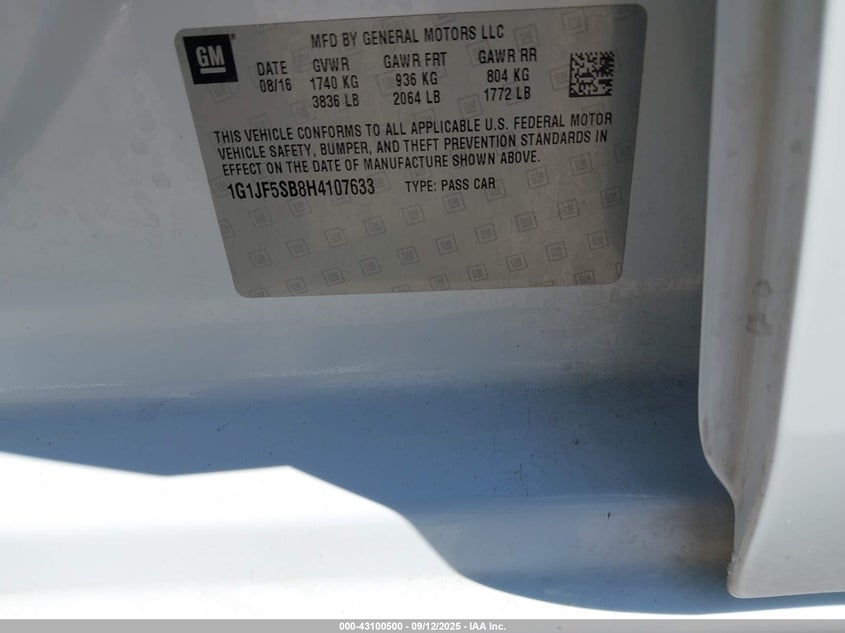 GM
MFD BY GENERAL MOTORS LLC
DATE GVWR GAWR FRT GAWR RR
08/16 1740 KG 936 KG 804 KG
3836 LB 2064 LB 1772 LB
THIS VEHICLE CONFORMS TO ALL APPLICABLE U.S. FEDERAL MOTOR
VEHICLE SAFETY, BUMPER, AND THEFT PREVENTION STANDARDS IN
EFFECT ON THE DATE OF MANUFACTURE SHOWN ABOVE.
1G1JF5SB8H4107633 TYPE: PASS CAR
000-43100500 - 09/12/2025 - IAA Inc.